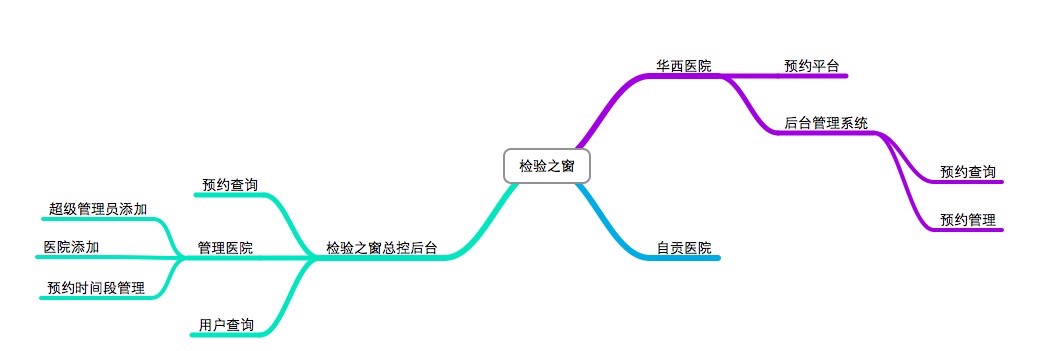 检验之窗
华西医院
预约平台
后台管理系统
预约查询
预约管理
自贡医院
检验之窗总控后台
预约查询
管理医院
超级管理员添加
医院添加
预约时间段管理
用户查询